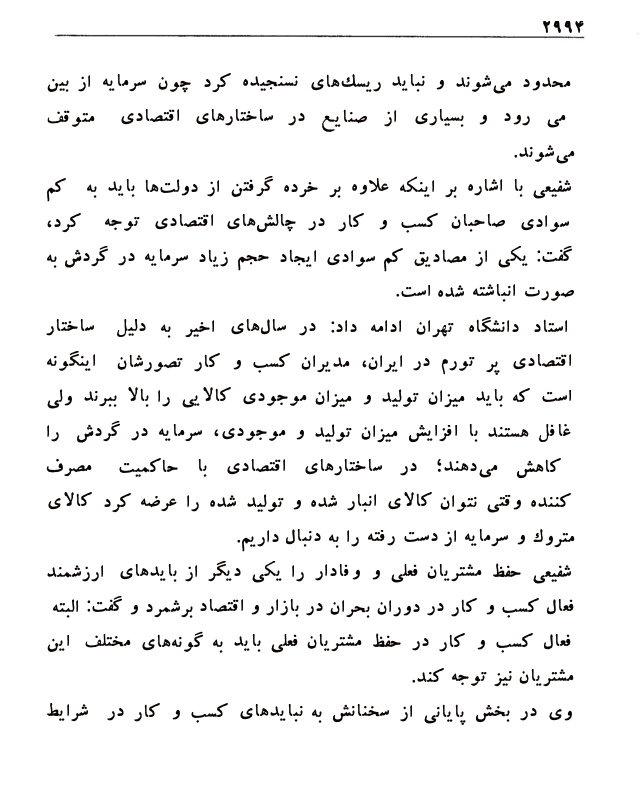 ۲۹۹۴
محدود می‌شوند و نباید ریسك‌های نسنجیده کرد چون سرمایه از بین
می رود و بسیاری از صنایع در ساختارهای اقتصادی متوقف
می‌شوند.
شفیعی با اشاره بر اینکه علاوه بر خرده گرفتن از دولت‌ها باید به کم
سوادی صاحبان کسب و کار در چالش‌های اقتصادی توجه کرد،
گفت: یکی از مصادیق کم سوادی ایجاد حجم زیاد سرمایه در گردش به
صورت انباشته شده است.
استاد دانشگاه تهران ادامه داد: در سال‌های اخیر به دلیل ساختار
اقتصادی پر تورم در ایران، مدیران کسب و کار تصورشان اینگونه
است که باید میزان تولید و میزان موجودی کالایی را بالا ببرند ولی
غافل هستند با افزایش میزان تولید و موجودی، سرمایه در گردش را
کاهش می‌دهند؛ در ساختارهای اقتصادی با حاکمیت مصرف
کننده وقتی نتوان کالای انبار شده و تولید شده را عرضه کرد کالای
متروك و سرمایه از دست رفته را به دنبال داریم.
شفیعی حفظ مشتریان فعلی و وفادار را یکی دیگر از بایدهای ارزشمند
فعال کسب و کار در دوران بحران در بازار و اقتصاد برشمرد و گفت: البته
فعال کسب و کار در حفظ مشتریان فعلی باید به گونه‌های مختلف این
مشتریان نیز توجه کند.
وی در بخش پایانی از سخنانش به نبایدهای کسب و کار در شرایط